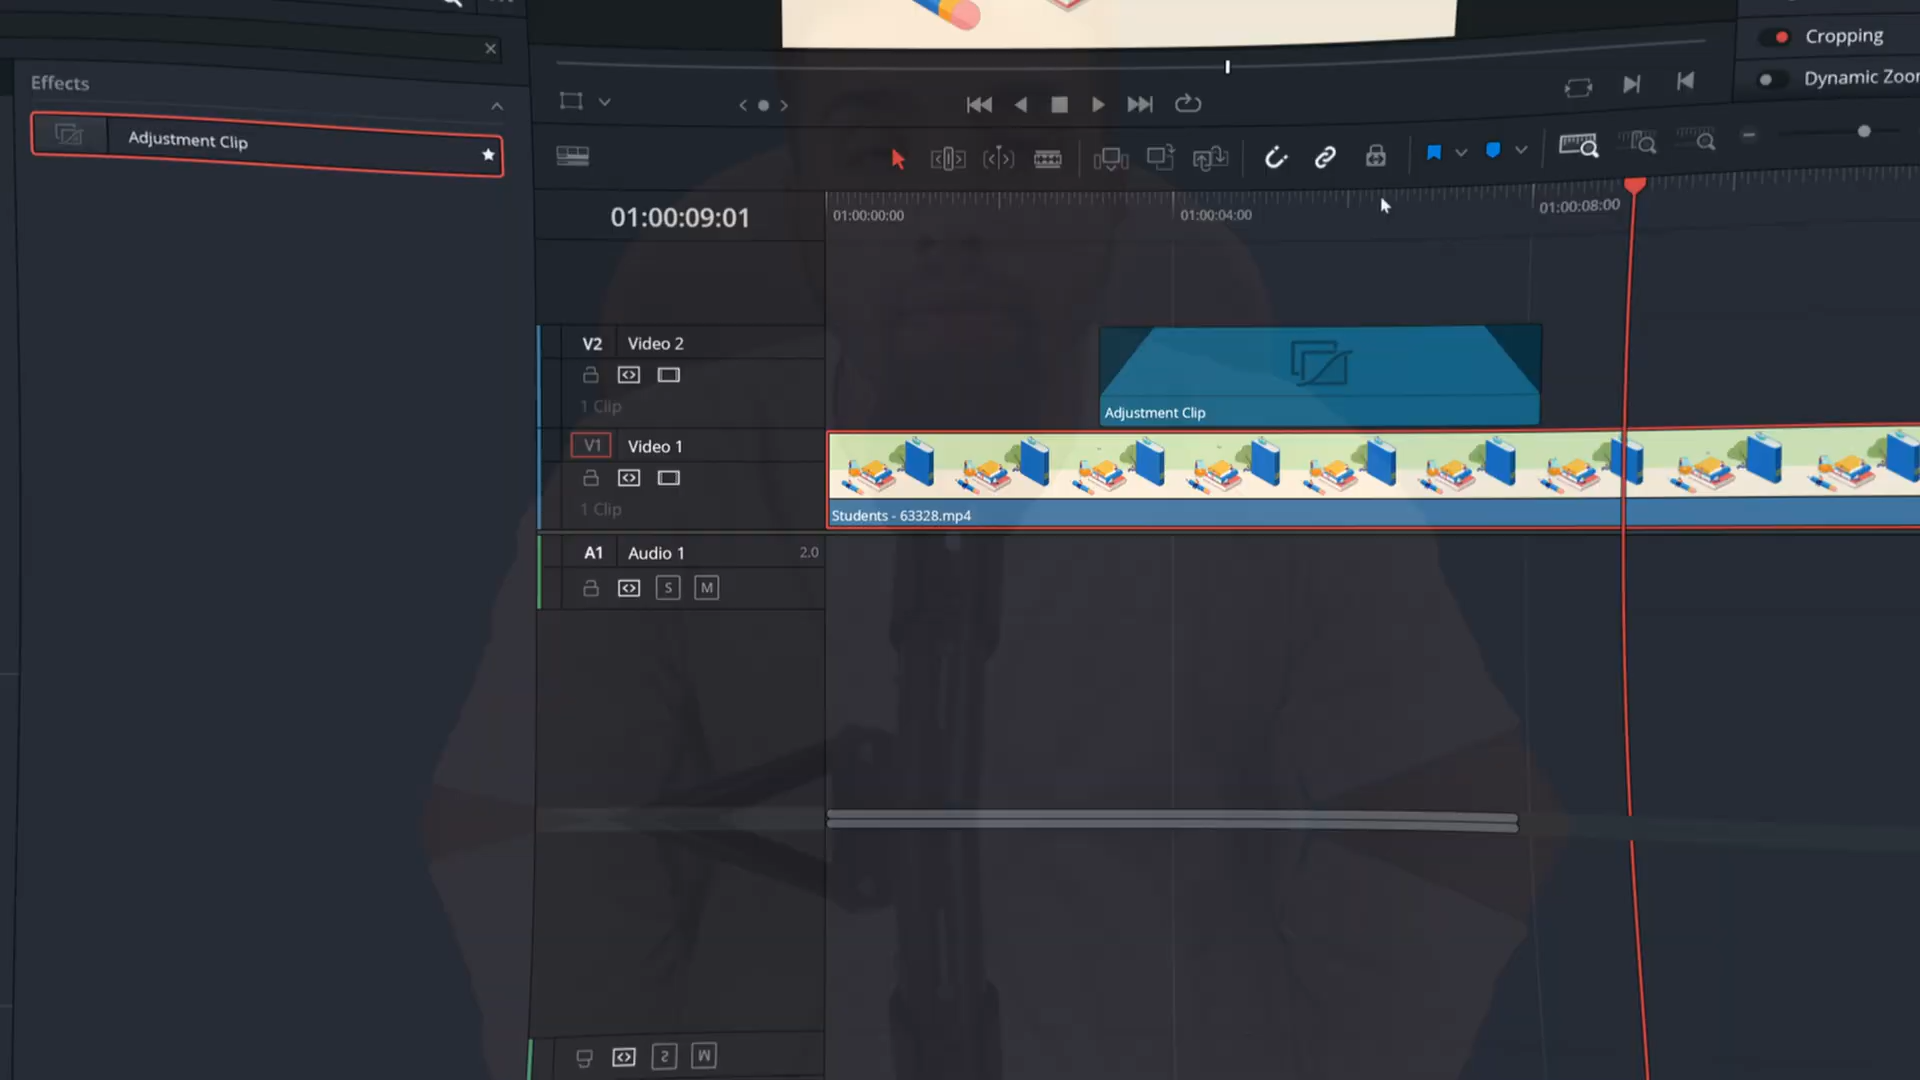 Cropping
Dynamic Zoo
Effects
Adjustment Clip
01:00:09:01
01:00:00:00
01:00:04:00
01:00:08:00
V2 Video 2
1 Clip
Adjustment Clip
V1 Video 1
1 Clip
Students - 63328.mp4
A1 Audio 1 2.0
S M